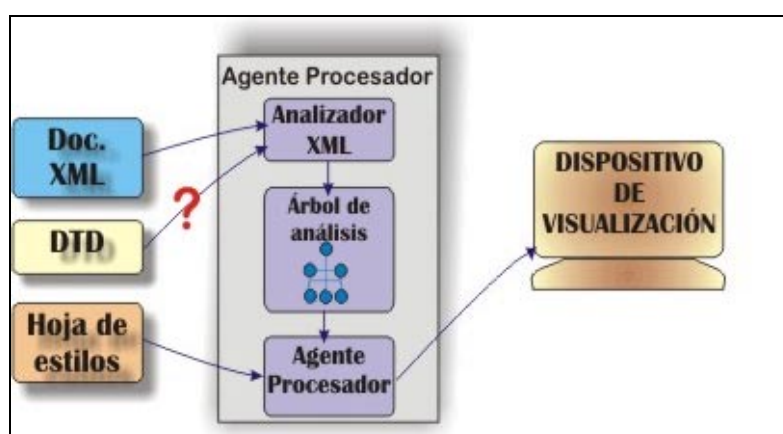 Agente Procesador
Doc.
XML
DTD
Hoja de
estilos
?
Analizador
XML
Árbol de
análisis
Agente
Procesador
DISPOSITIVO
DE
VISUALIZACIÓN